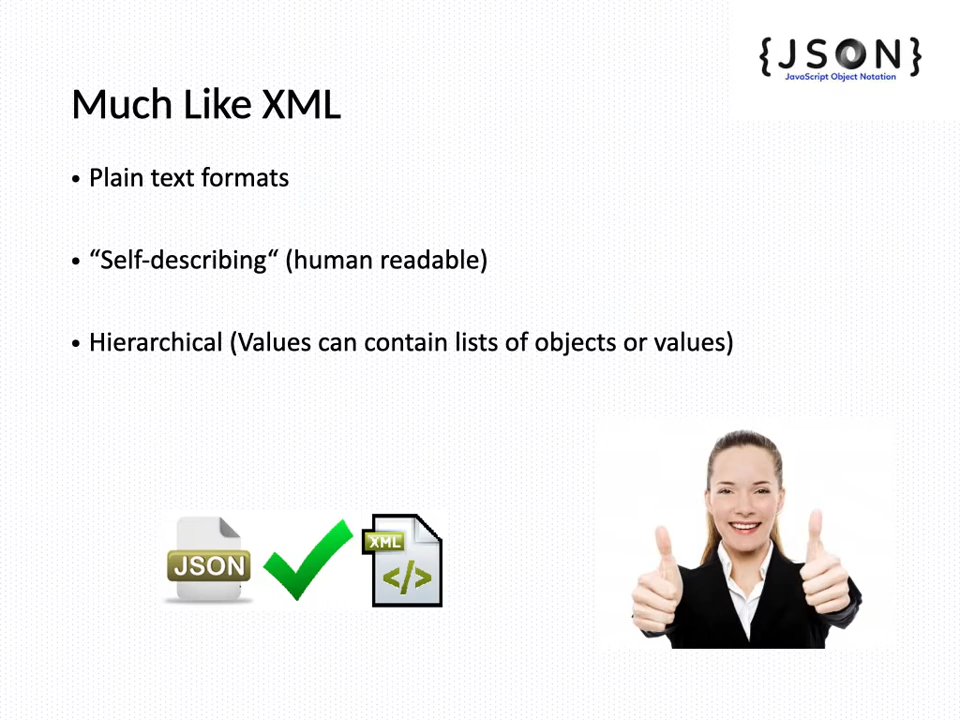 {JSON}
JavaScript Object Notation
Much Like XML
• Plain text formats
• “Self-describing“ (human readable)
• Hierarchical (Values can contain lists of objects or values)
JSON
XML
</>